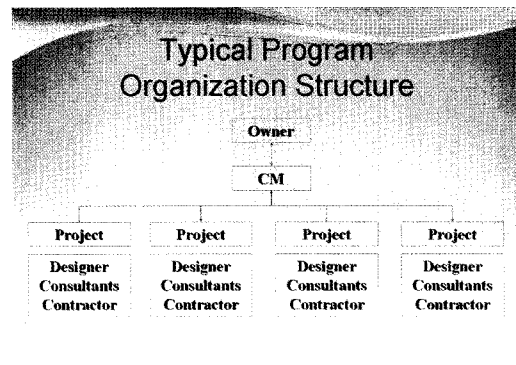 Typical Program
Organization Structure
Owner
CM
Project Project Project Project
Designer Designer Designer Designer
Consultants Consultants Consultants Consultants
Contractor Contractor Contractor Contractor